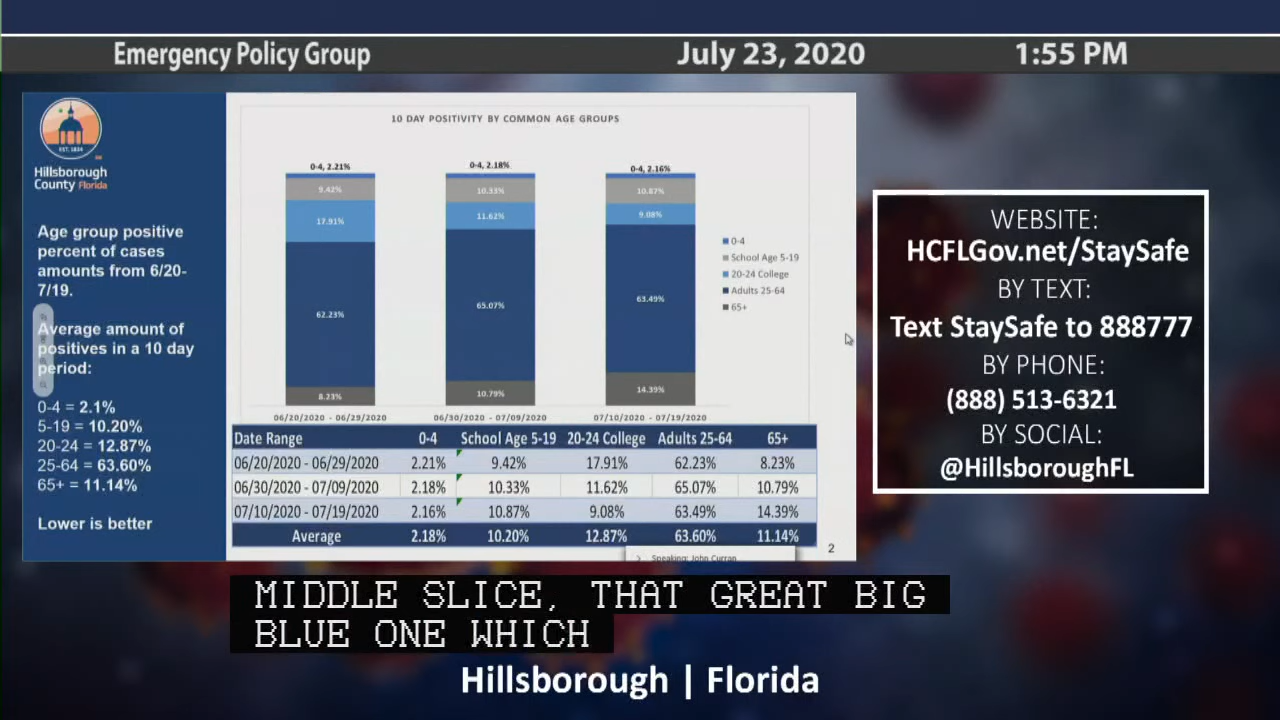 Emergency Policy Group July 23, 2020 1:55 PM
EST. 1834
Hillsborough
County Florida
Age group positive
percent of cases
amounts from 6/20-
7/19.
Average amount of
positives in a 10 day
period:
0-4 = 2.1%
5-19 = 10.20%
20-24 = 12.87%
25-64 = 63.60%
65+ = 11.14%
Lower is better
10 DAY POSITIVITY BY COMMON AGE GROUPS
0-4, 2.21% 0-4, 2.18% 0-4, 2.16%
9.42% 10.33% 10.87%
17.91% 11.62% 9.08%
62.23% 65.07% 63.49%
8.23% 10.79% 14.39%
06/20/2020 - 06/29/2020 06/30/2020 - 07/09/2020 07/10/2020 - 07/19/2020
0-4
School Age 5-19
20-24 College
Adults 25-64
65+
Date Range 0-4 School Age 5-19 20-24 College Adults 25-64 65+
06/20/2020 - 06/29/2020 2.21% 9.42% 17.91% 62.23% 8.23%
06/30/2020 - 07/09/2020 2.18% 10.33% 11.62% 65.07% 10.79%
07/10/2020 - 07/19/2020 2.16% 10.87% 9.08% 63.49% 14.39%
Average 2.18% 10.20% 12.87% 63.60% 11.14%
Speaking: John Curran
2
WEBSITE:
HCFLGov.net/StaySafe
BY TEXT:
Text StaySafe to 888777
BY PHONE:
(888) 513-6321
BY SOCIAL:
@HillsboroughFL
MIDDLE SLICE, THAT GREAT BIG
BLUE ONE WHICH
Hillsborough | Florida